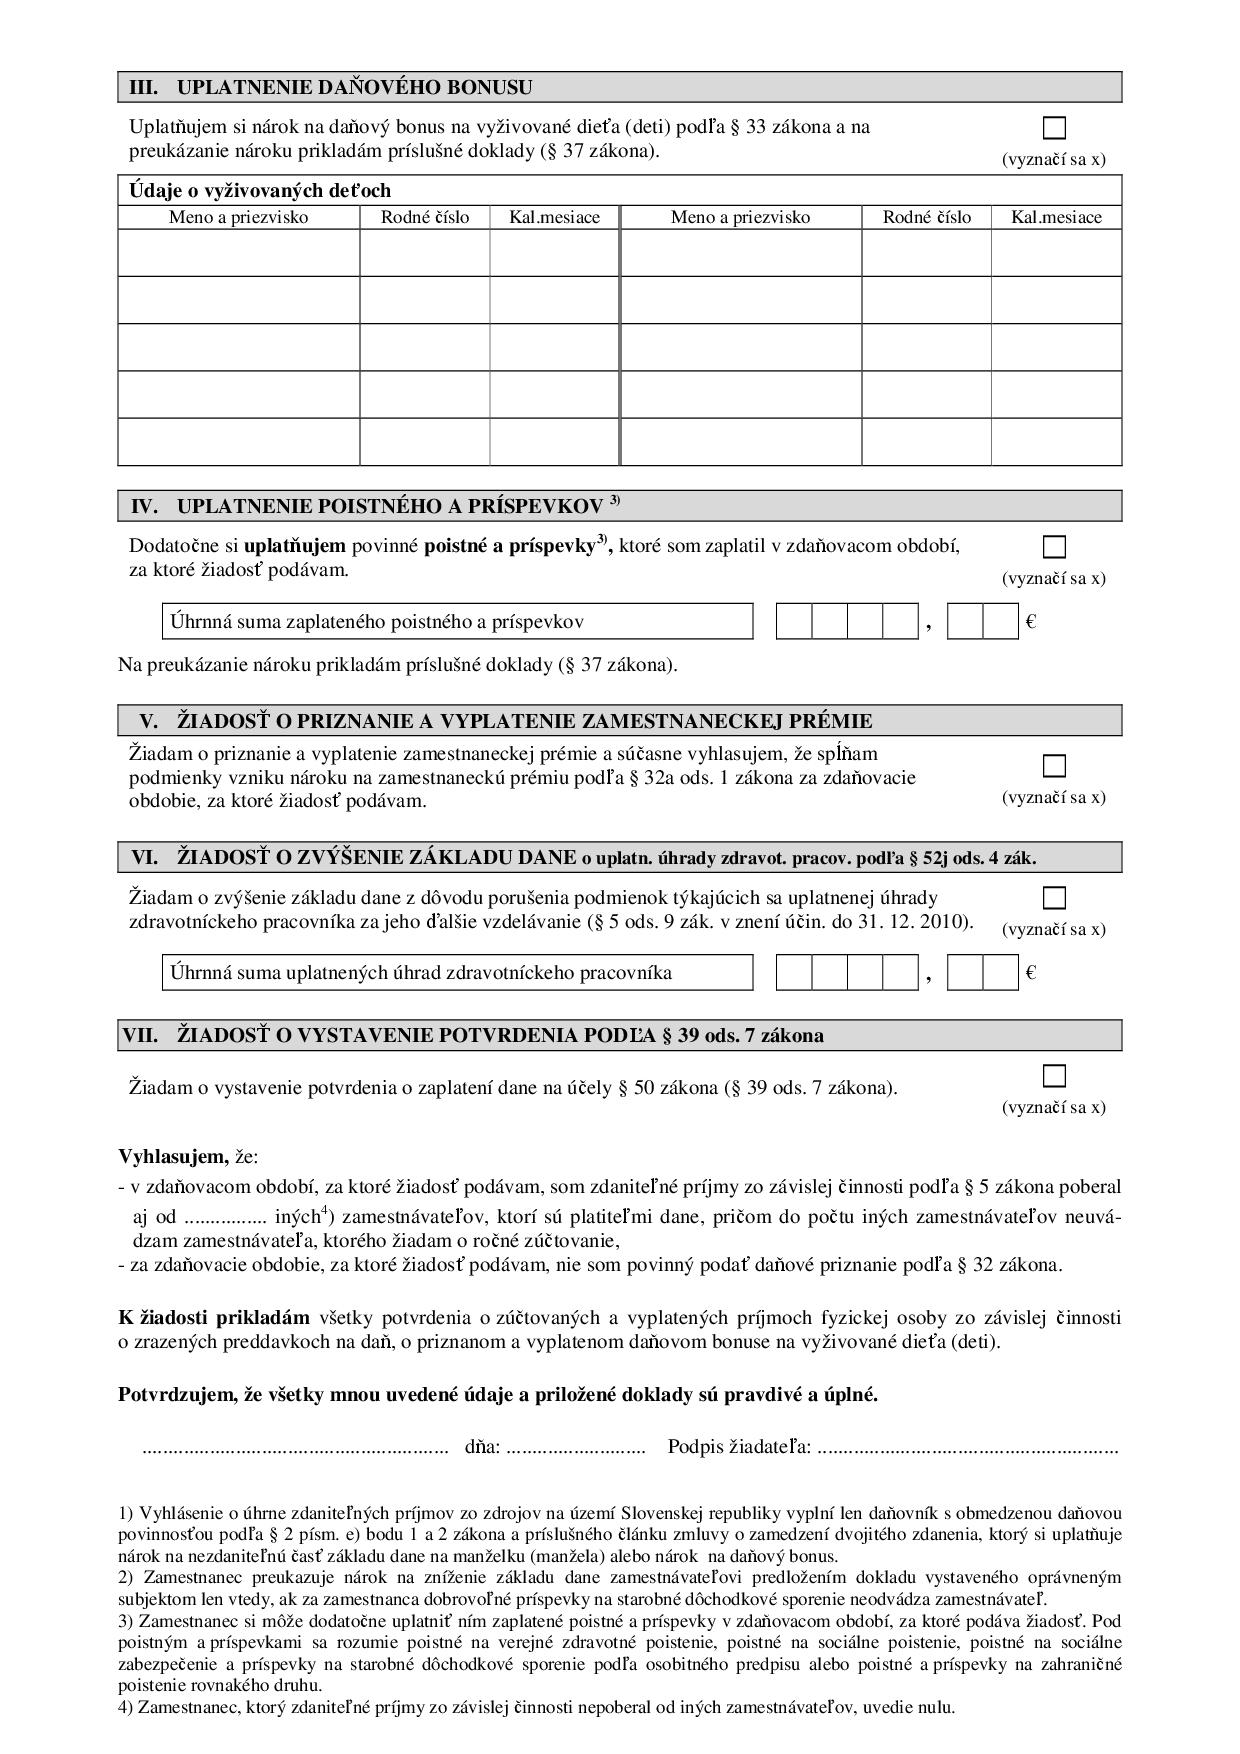 III. UPLATNENIE DAŇOVÉHO BONUSU
Uplatňujem si nárok na daňový bonus na vyživované dieťa (deti) podľa § 33 zákona a na
preukázanie nároku prikladám príslušné doklady (§ 37 zákona).
(vyznačí sa x)
Údaje o vyživovaných deťoch
Meno a priezvisko Rodné číslo Kal.mesiace Meno a priezvisko Rodné číslo Kal.mesiace
IV. UPLATNENIE POISTNÉHO A PRÍSPEVKOV 3)
Dodatočne si uplatňujem povinné poistné a príspevky3), ktoré som zaplatil v zdaňovacom období,
za ktoré žiadosť podávam.
(vyznačí sa x)
Úhrnná suma zaplateného poistného a príspevkov , €
Na preukázanie nároku prikladám príslušné doklady (§ 37 zákona).
V. ŽIADOSŤ O PRIZNANIE A VYPLATENIE ZAMESTNANECKEJ PRÉMIE
Žiadam o priznanie a vyplatenie zamestnaneckej prémie a súčasne vyhlasujem, že spĺňam
podmienky vzniku nároku na zamestnaneckú prémiu podľa § 32a ods. 1 zákona za zdaňovacie
obdobie, za ktoré žiadosť podávam.
(vyznačí sa x)
VI. ŽIADOSŤ O ZVÝŠENIE ZÁKLADU DANE o uplatn. úhrady zdravot. pracov. podľa § 52j ods. 4 zák.
Žiadam o zvýšenie základu dane z dôvodu porušenia podmienok týkajúcich sa uplatnenej úhrady
zdravotníckeho pracovníka za jeho ďalšie vzdelávanie (§ 5 ods. 9 zák. v znení účin. do 31. 12. 2010).
(vyznačí sa x)
Úhrnná suma uplatnených úhrad zdravotníckeho pracovníka , €
VII. ŽIADOSŤ O VYSTAVENIE POTVRDENIA PODĽA § 39 ods. 7 zákona
Žiadam o vystavenie potvrdenia o zaplatení dane na účely § 50 zákona (§ 39 ods. 7 zákona).
(vyznačí sa x)
Vyhlasujem, že:
- v zdaňovacom období, za ktoré žiadosť podávam, som zdaniteľné príjmy zo závislej činnosti podľa § 5 zákona poberal
aj od ................ iných4) zamestnávateľov, ktorí sú platiteľmi dane, pričom do počtu iných zamestnávateľov neuvá-
dzam zamestnávateľa, ktorého žiadam o ročné zúčtovanie,
- za zdaňovacie obdobie, za ktoré žiadosť podávam, nie som povinný podať daňové priznanie podľa § 32 zákona.
K žiadosti prikladám všetky potvrdenia o zúčtovaných a vyplatených príjmoch fyzickej osoby zo závislej činnosti
o zrazených preddavkoch na daň, o priznanom a vyplatenom daňovom bonuse na vyživované dieťa (deti).
Potvrdzujem, že všetky mnou uvedené údaje a priložené doklady sú pravdivé a úplné.
........................................................... dňa: ........................... Podpis žiadateľa: ..........................................................
1) Vyhlásenie o úhrne zdaniteľných príjmov zo zdrojov na území Slovenskej republiky vyplní len daňovník s obmedzenou daňovou
povinnosťou podľa § 2 písm. e) bodu 1 a 2 zákona a príslušného článku zmluvy o zamedzení dvojitého zdanenia, ktorý si uplatňuje
nárok na nezdaniteľnú časť základu dane na manželku (manžela) alebo nárok na daňový bonus.
2) Zamestnanec preukazuje nárok na zníženie základu dane zamestnávateľovi predložením dokladu vystaveného oprávneným
subjektom len vtedy, ak za zamestnanca dobrovoľné príspevky na starobné dôchodkové sporenie neodvádza zamestnávateľ.
3) Zamestnanec si môže dodatočne uplatniť ním zaplatené poistné a príspevky v zdaňovacom období, za ktoré podáva žiadosť. Pod
poistným a príspevkami sa rozumie poistné na verejné zdravotné poistenie, poistné na sociálne poistenie, poistné na sociálne
zabezpečenie a príspevky na starobné dôchodkové sporenie podľa osobitného predpisu alebo poistné a príspevky na zahraničné
poistenie rovnakého druhu.
4) Zamestnanec, ktorý zdaniteľné príjmy zo závislej činnosti nepoberal od iných zamestnávateľov, uvedie nulu.